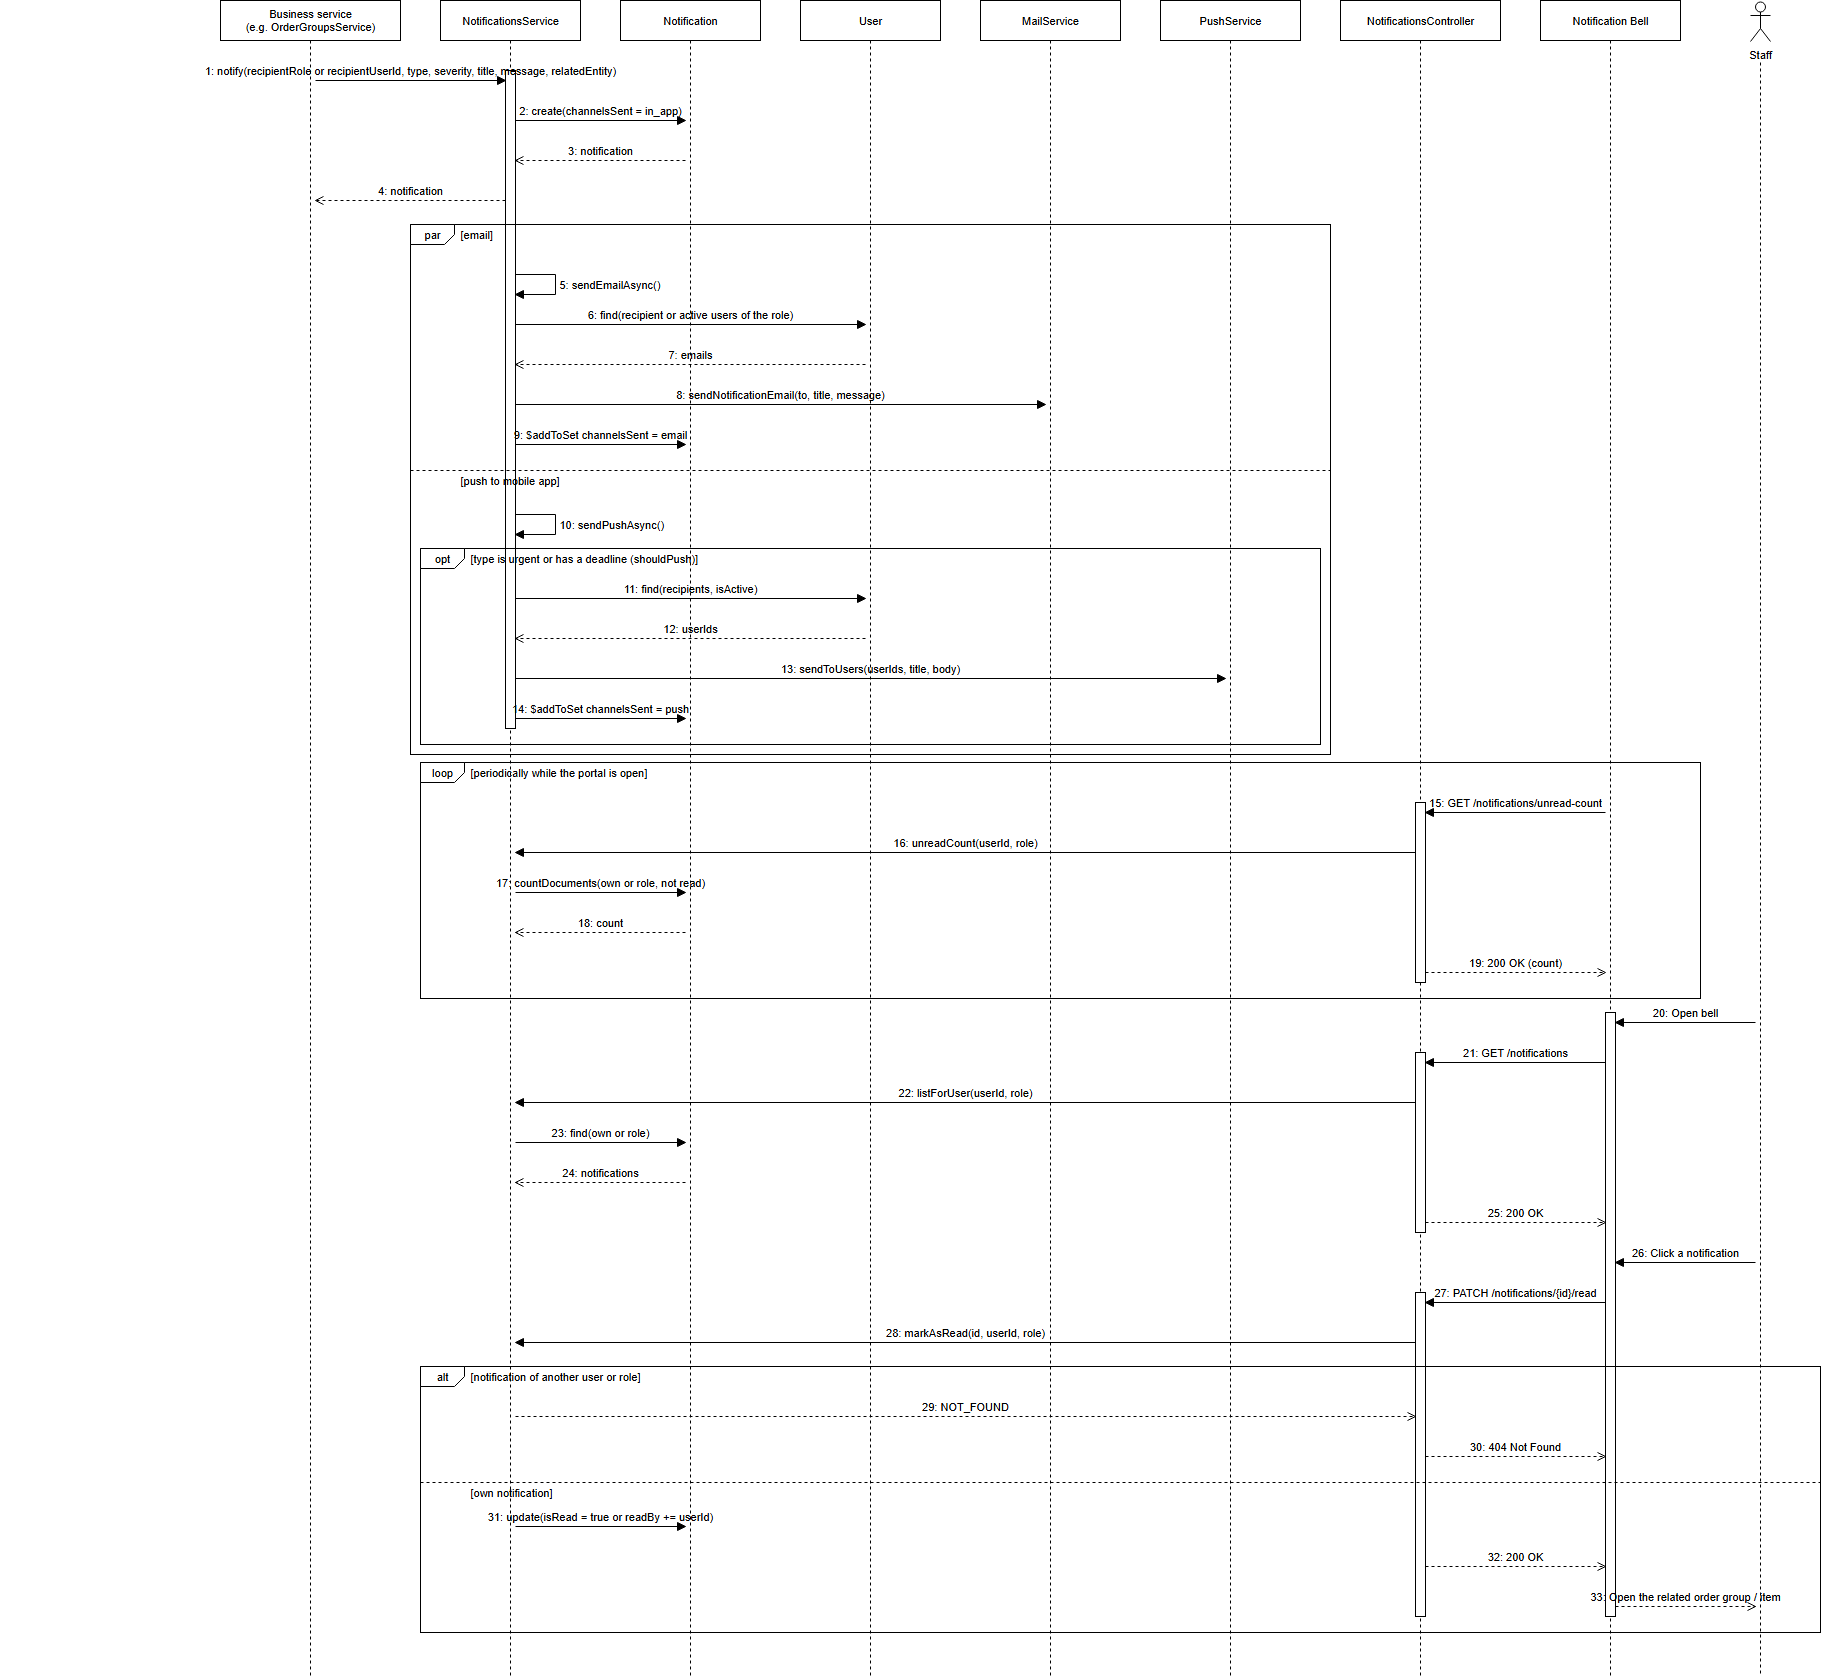 Business service
(e.g. OrderGroupsService)
NotificationsService
Notification
User
MailService
PushService
NotificationsController
Notification Bell
Staff
1: notify(recipientRole or recipientUserId, type, severity, title, message, relatedEntity)
2: create(channelsSent = in_app)
3: notification
4: notification
par
[email]
5: sendEmailAsync()
6: find(recipient or active users of the role)
7: emails
8: sendNotificationEmail(to, title, message)
9: $addToSet channelsSent = email
[push to mobile app]
10: sendPushAsync()
opt
[type is urgent or has a deadline (shouldPush)]
11: find(recipients, isActive)
12: userIds
13: sendToUsers(userIds, title, body)
14: $addToSet channelsSent = push
loop
[periodically while the portal is open]
15: GET /notifications/unread-count
16: unreadCount(userId, role)
17: countDocuments(own or role, not read)
18: count
19: 200 OK (count)
20: Open bell
21: GET /notifications
22: listForUser(userId, role)
23: find(own or role)
24: notifications
25: 200 OK
26: Click a notification
27: PATCH /notifications/{id}/read
28: markAsRead(id, userId, role)
alt
[notification of another user or role]
29: NOT_FOUND
30: 404 Not Found
[own notification]
31: update(isRead = true or readBy += userId)
32: 200 OK
33: Open the related order group / item